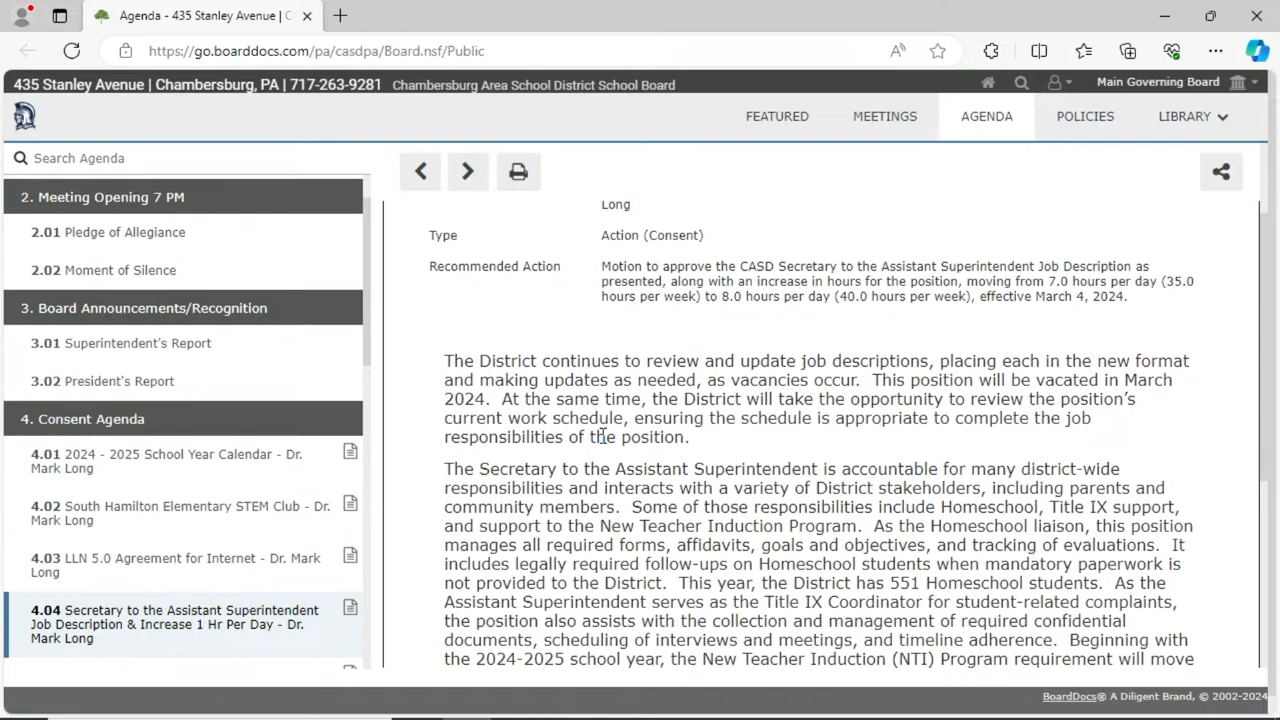 Agenda - 435 Stanley Avenue | C
https://go.boarddocs.com/pa/casdpa/Board.nsf/Public
435 Stanley Avenue | Chambersburg, PA | 717-263-9281 Chambersburg Area School District School Board
Main Governing Board
FEATURED MEETINGS AGENDA POLICIES LIBRARY
Search Agenda
2. Meeting Opening 7 PM
2.01 Pledge of Allegiance
2.02 Moment of Silence
3. Board Announcements/Recognition
3.01 Superintendent's Report
3.02 President's Report
4. Consent Agenda
4.01 2024 - 2025 School Year Calendar - Dr.
Mark Long
4.02 South Hamilton Elementary STEM Club - Dr.
Mark Long
4.03 LLN 5.0 Agreement for Internet - Dr. Mark
Long
4.04 Secretary to the Assistant Superintendent
Job Description & Increase 1 Hr Per Day - Dr.
Mark Long
Long
Type Action (Consent)
Recommended Action Motion to approve the CASD Secretary to the Assistant Superintendent Job Description as
presented, along with an increase in hours for the position, moving from 7.0 hours per day (35.0
hours per week) to 8.0 hours per day (40.0 hours per week), effective March 4, 2024.
The District continues to review and update job descriptions, placing each in the new format
and making updates as needed, as vacancies occur. This position will be vacated in March
2024. At the same time, the District will take the opportunity to review the position's
current work schedule, ensuring the schedule is appropriate to complete the job
responsibilities of the position.
The Secretary to the Assistant Superintendent is accountable for many district-wide
responsibilities and interacts with a variety of District stakeholders, including parents and
community members. Some of those responsibilities include Homeschool, Title IX support,
and support to the New Teacher Induction Program. As the Homeschool liaison, this position
manages all required forms, affidavits, goals and objectives, and tracking of evaluations. It
includes legally required follow-ups on Homeschool students when mandatory paperwork is
not provided to the District. This year, the District has 551 Homeschool students. As the
Assistant Superintendent serves as the Title IX Coordinator for student-related complaints,
the position also assists with the collection and management of required confidential
documents, scheduling of interviews and meetings, and timeline adherence. Beginning with
the 2024-2025 school year, the New Teacher Induction (NTI) Program requirement will move
BoardDocs® A Diligent Brand, © 2002-2024